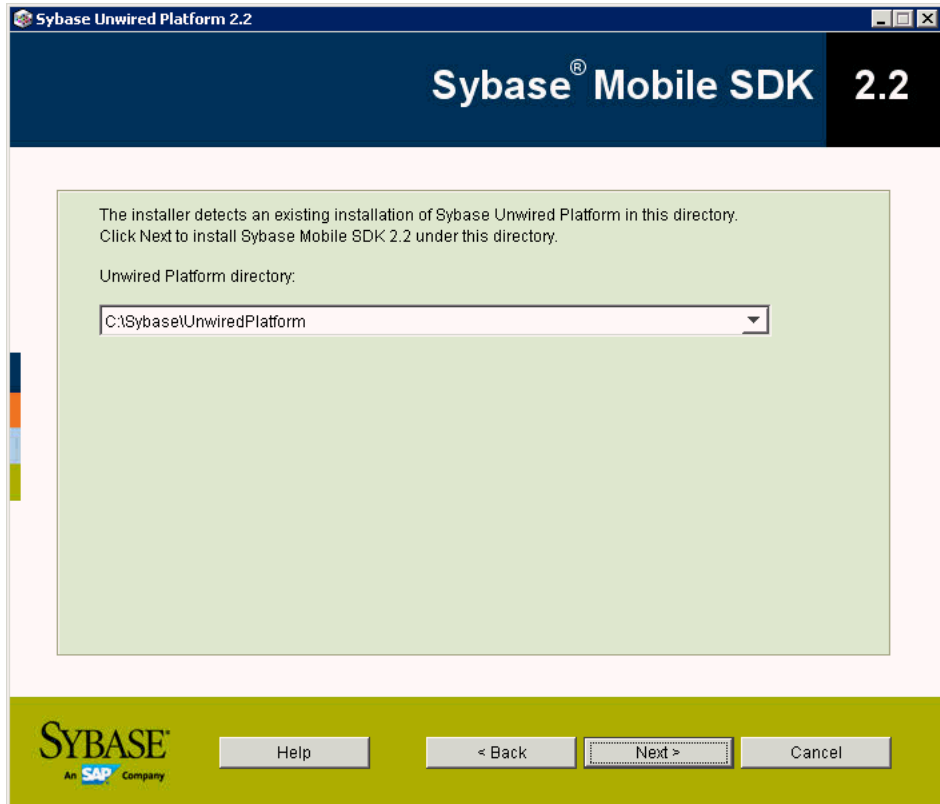 Sybase Unwired Platform 2.2
Sybase® Mobile SDK 2.2
The installer detects an existing installation of Sybase Unwired Platform in this directory.
Click Next to install Sybase Mobile SDK 2.2 under this directory.
Unwired Platform directory:
C:\Sybase\UnwiredPlatform
SYBASE®
An SAP Company
Help
< Back
Next >
Cancel